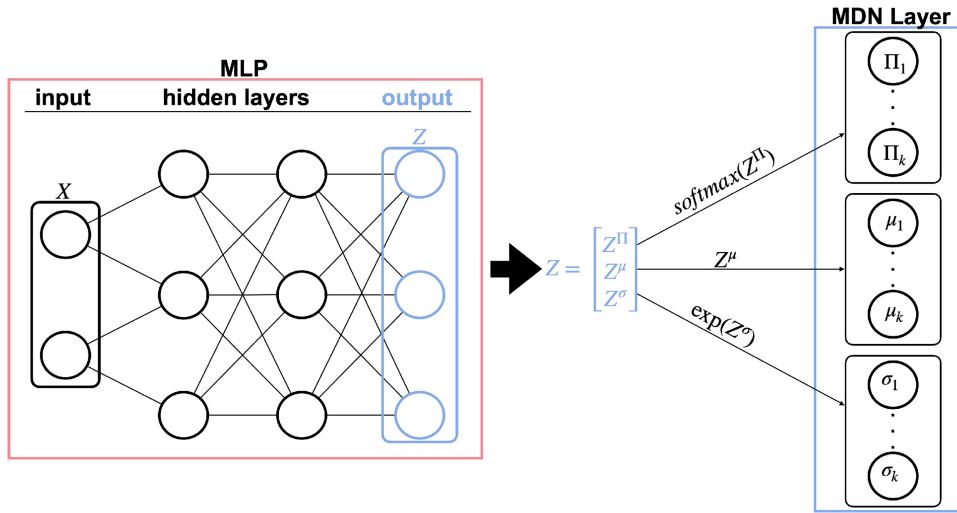 MLP
input hidden layers output
X
Z
Z = [Z^Π Z^μ Z^σ]
softmax(Z^Π)
Z^μ
exp(Z^σ)
MDN Layer
Π₁
Πₖ
μ₁
μₖ
σ₁
σₖ